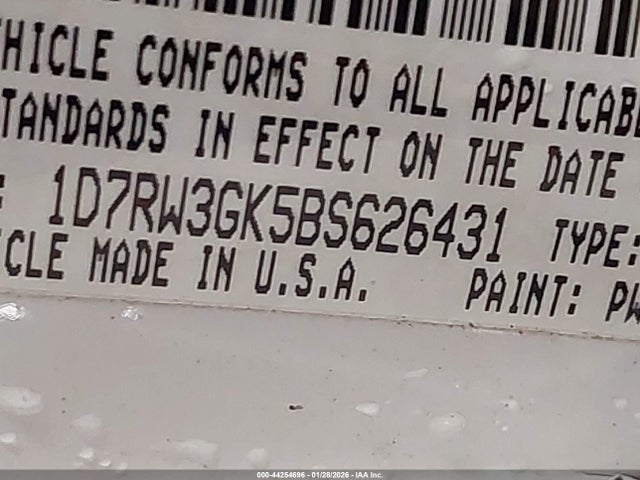 HICLE CONFORMS TO ALL APPLICAB
TANDARDS IN EFFECT ON THE DATE
: 1D7RW3GK5BS626431 TYPE:
CLE MADE IN U.S.A. PAINT: PW
000-44254696 - 01/28/2026 - IAA Inc.